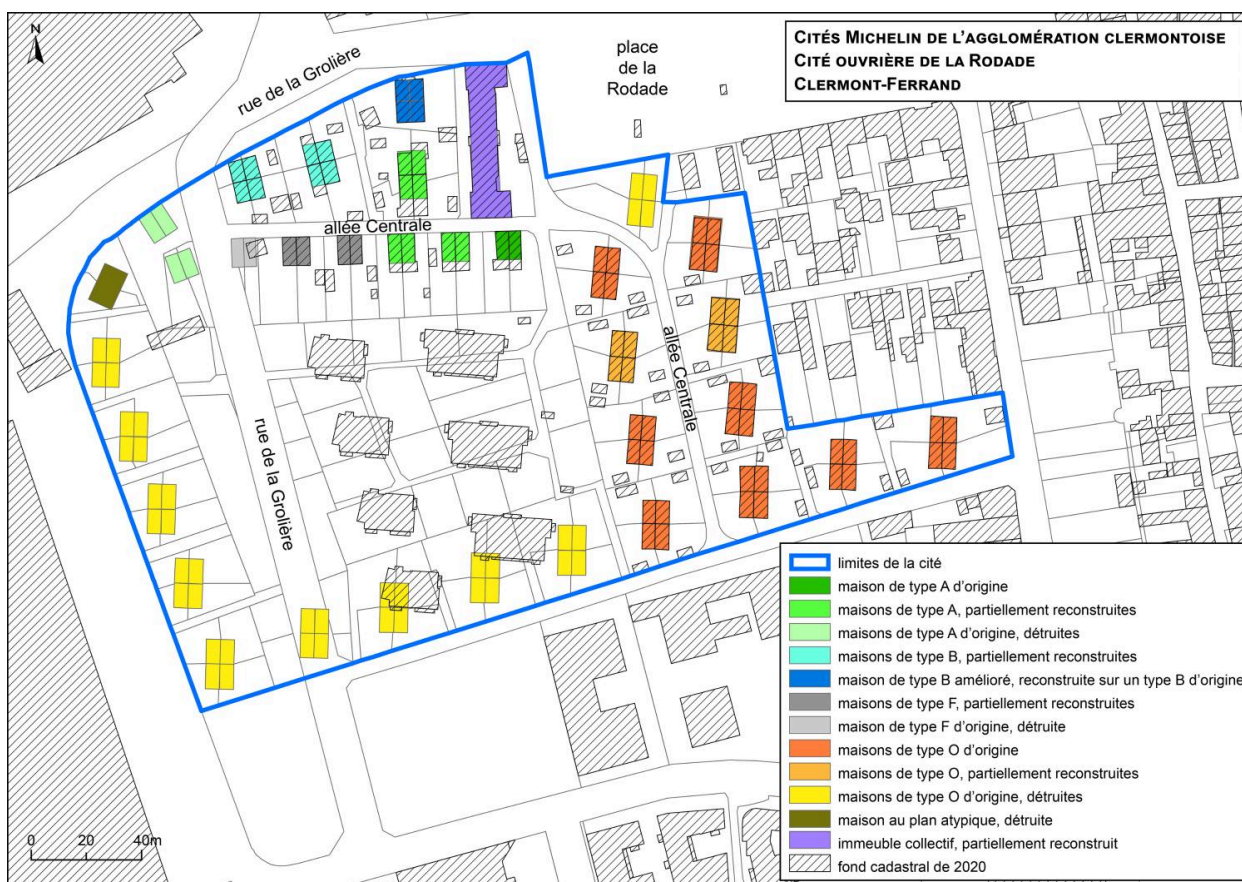 N
CITÉS MICHELIN DE L'AGGLOMÉRATION CLERMONTOISE
CITÉ OUVRIÈRE DE LA RODADE
CLERMONT-FERRAND
place
de la
Rodade
rue de la Grolière
allée Centrale
allée Centrale
rue de la Grolière
limites de la cité
maison de type A d'origine
maisons de type A, partiellement reconstruites
maisons de type A d'origine, détruites
maisons de type B, partiellement reconstruites
maison de type B amélioré, reconstruite sur un type B d'origine
maisons de type F, partiellement reconstruites
maison de type F d'origine, détruite
maisons de type O d'origine
maisons de type O, partiellement reconstruites
maisons de type O d'origine, détruites
maison au plan atypique, détruite
immeuble collectif, partiellement reconstruit
fond cadastral de 2020
0 20 40m